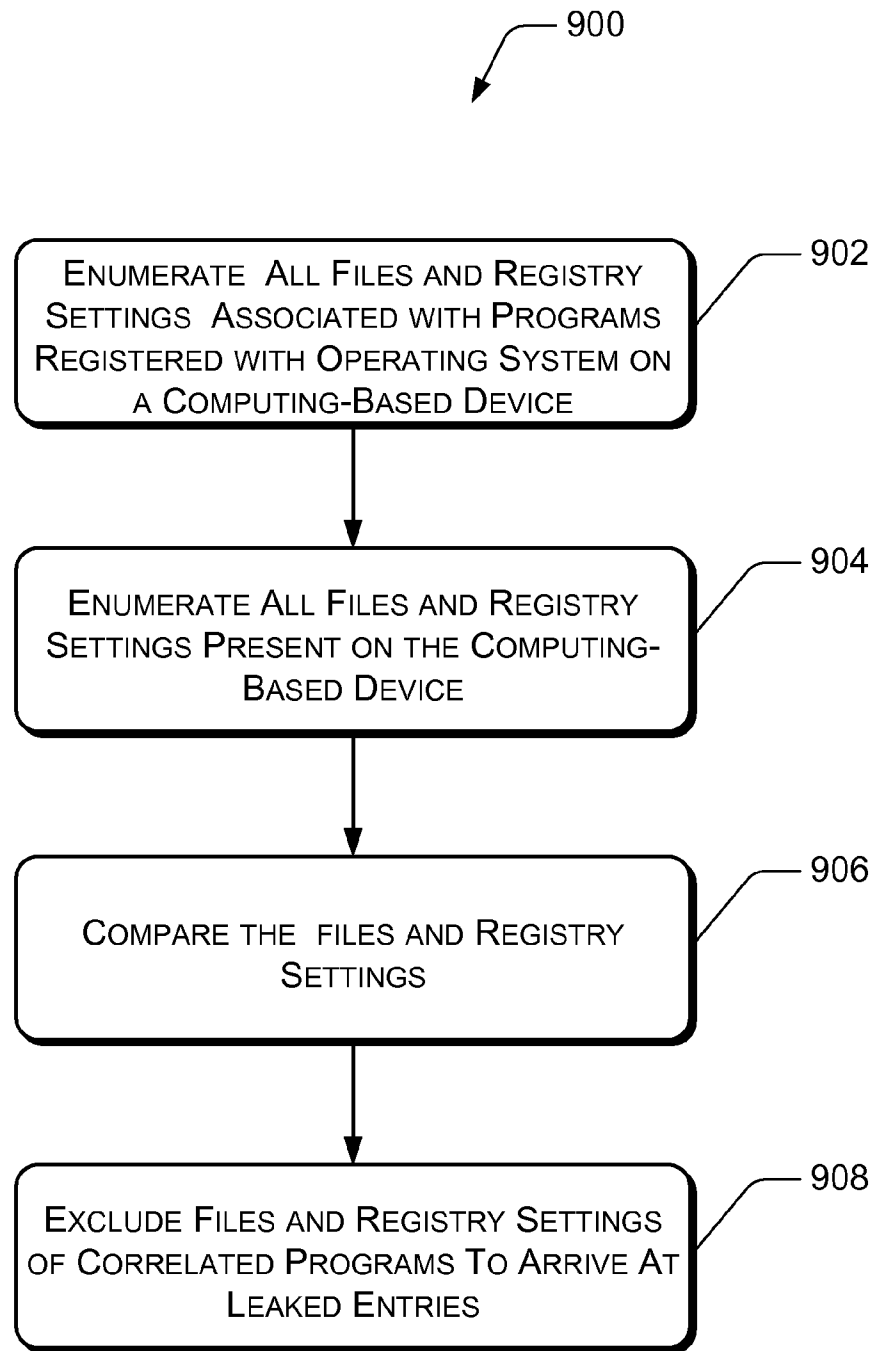 900
ENUMERATE ALL FILES AND REGISTRY
SETTINGS ASSOCIATED WITH PROGRAMS
REGISTERED WITH OPERATING SYSTEM ON
A COMPUTING-BASED DEVICE
902
ENUMERATE ALL FILES AND REGISTRY
SETTINGS PRESENT ON THE COMPUTING-
BASED DEVICE
904
COMPARE THE FILES AND REGISTRY
SETTINGS
906
EXCLUDE FILES AND REGISTRY SETTINGS
OF CORRELATED PROGRAMS TO ARRIVE AT
LEAKED ENTRIES
908